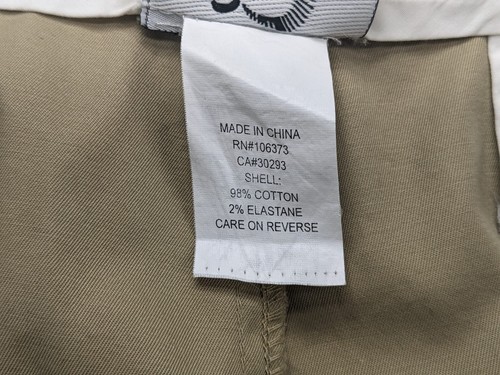 MADE IN CHINA
RN#106373
CA#30293
SHELL:
98% COTTON
2% ELASTANE
CARE ON REVERSE